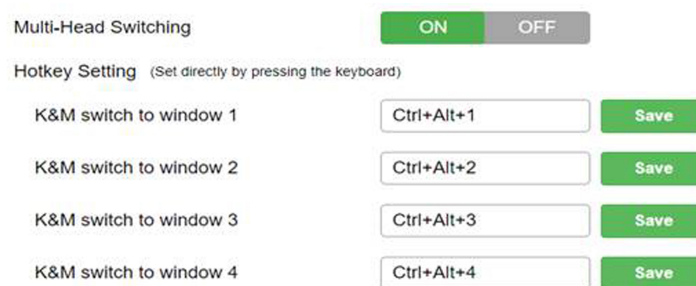 Multi-Head Switching ON OFF
Hotkey Setting (Set directly by pressing the keyboard)
K&M switch to window 1 Ctrl+Alt+1 Save
K&M switch to window 2 Ctrl+Alt+2 Save
K&M switch to window 3 Ctrl+Alt+3 Save
K&M switch to window 4 Ctrl+Alt+4 Save